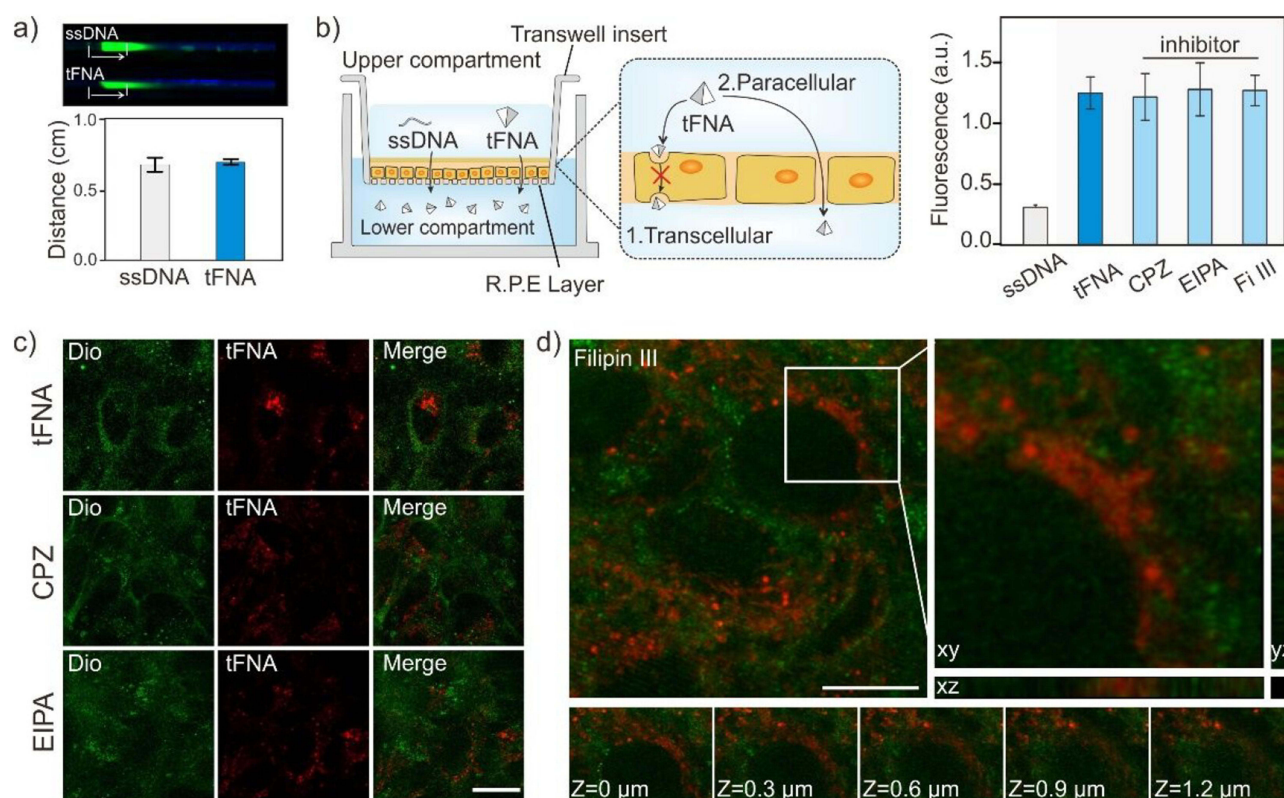 a)
ssDNA
tFNA
Distance (cm)
1.0
0.5
0.0
ssDNA
tFNA
b)
Transwell insert
Upper compartment
ssDNA
tFNA
Lower compartment
R.P.E Layer
2.Paracellular
tFNA
1.Transcellular
Fluorescence (a.u.)
1.5
1.0
0.5
0.0
inhibitor
ssDNA
tFNA
CPZ
EIPA
Fi III
c)
Dio
tFNA
Merge
tFNA
Dio
tFNA
Merge
CPZ
Dio
tFNA
Merge
EIPA
d)
Filipin III
xy
xz
Z=0 μm
Z=0.3 μm
Z=0.6 μm
Z=0.9 μm
Z=1.2 μm